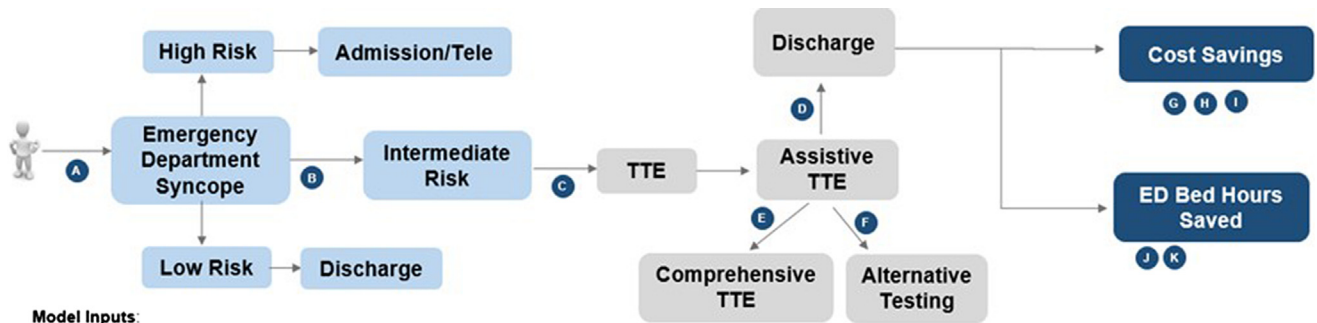 High Risk
Admission/Tele
Discharge
Cost Savings
G H I
A
Emergency
Department
Syncope
B
Intermediate
Risk
C
TTE
D
Assistive
TTE
E
F
ED Bed Hours
Saved
J K
Low Risk
Discharge
Comprehensive
TTE
Alternative
Testing
Model Inputs: